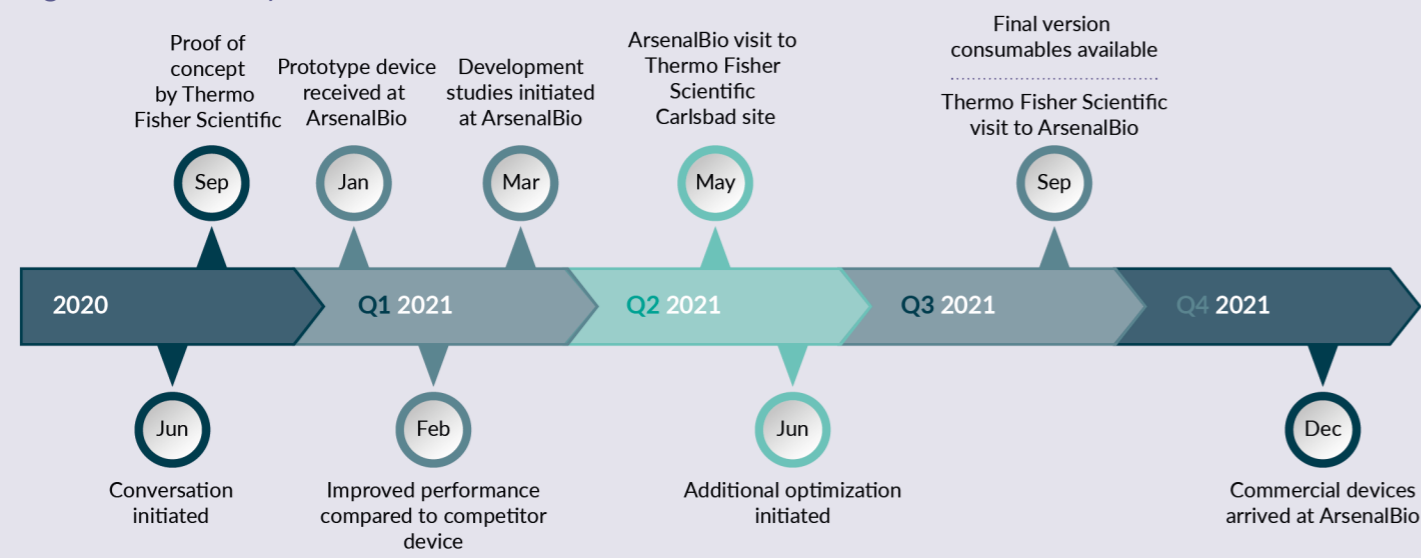 Proof of
concept
by Thermo
Fisher Scientific
Prototype device
received at
ArsenalBio
Development
studies initiated
at ArsenalBio
ArsenalBio visit to
Thermo Fisher
Scientific
Carlsbad site
Final version
consumables available
Thermo Fisher Scientific
visit to ArsenalBio
Sep
Jan
Mar
May
Sep
2020
Q1 2021
Q2 2021
Q3 2021
Q4 2021
Jun
Feb
Jun
Dec
Conversation
initiated
Improved performance
compared to competitor
device
Additional optimization
initiated
Commercial devices
arrived at ArsenalBio